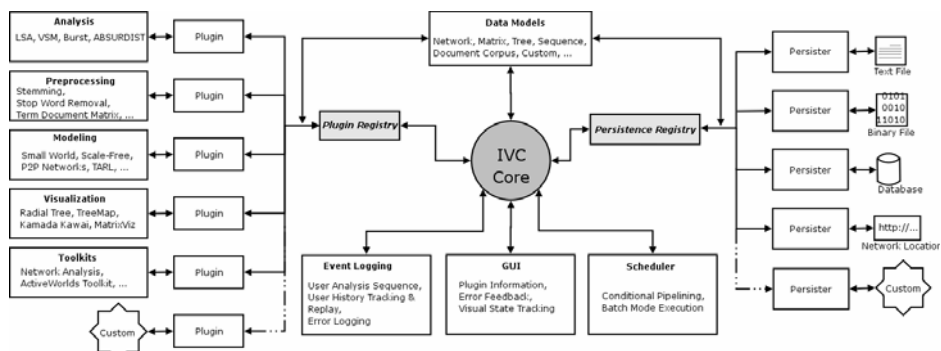 Analysis
LSA, VSM, Burst, ABSURDIST
Plugin
Preprocessing
Stemming,
Stop Word Removal,
Term Document Matrix, ...
Plugin
Modeling
Small World, Scale-Free,
P2P Networks, TARL, ...
Plugin
Visualization
Radial Tree, TreeMap,
Kamada Kawai, MatrixViz
Plugin
Toolkits
Network Analysis,
ActiveWorlds Toolkit, ...
Plugin
Custom
Plugin
Plugin Registry
Data Models
Network, Matrix, Tree, Sequence,
Document Corpus, Custom, ...
IVC
Core
Persistence Registry
Event Logging
User Analysis Sequence,
User History Tracking &
Replay,
Error Logging
GUI
Plugin Information,
Error Feedback,
Visual State Tracking
Scheduler
Conditional Pipelining,
Batch Mode Execution
Persister
Text File
Persister
0101
0010
11010
Binary File
Persister
Database
Persister
http://...
Network Location
Persister
Custom